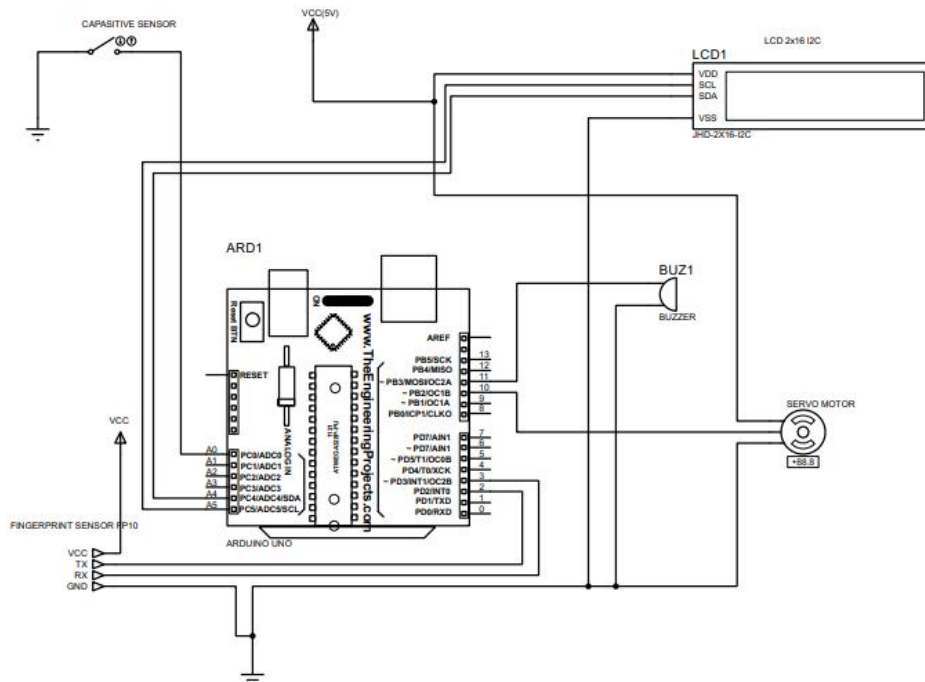 CAPASITIVE SENSOR
VCC(5V)
LCD 2x16 I2C
LCD1
VDD
SCL
SDA
VSS
JHD-2X16-I2C
ARD1
Reset BTN
ON
www.TheEngineeringProjects.com
ANALOG IN
RESET
AREF
PB5/SCK 13
PB4/MISO 12
~PB3/MOSI/OC2A 11
~ PB2/OC1B 10
~ PB1/OC1A 9
PB0/ICP1/CLKO 8
PD7/AIN1 7
~ PD7/AIN1 6
~ PD5/T1/OC0B 5
PD4/T0/XCK 4
~ PD3/INT1/OC2B 3
PD2/INT0 2
PD1/TXD 1
PD0/RXD 0
A0 PC0/ADC0
A1 PC1/ADC1
A2 PC2/ADC2
A3 PC3/ADC3
A4 PC4/ADC4/SDA
A5 PC5/ADC5/SCL
ARDUINO UNO
BUZ1
BUZZER
SERVO MOTOR
+88.8
VCC
FINGERPRINT SENSOR FP10
VCC
TX
RX
GND